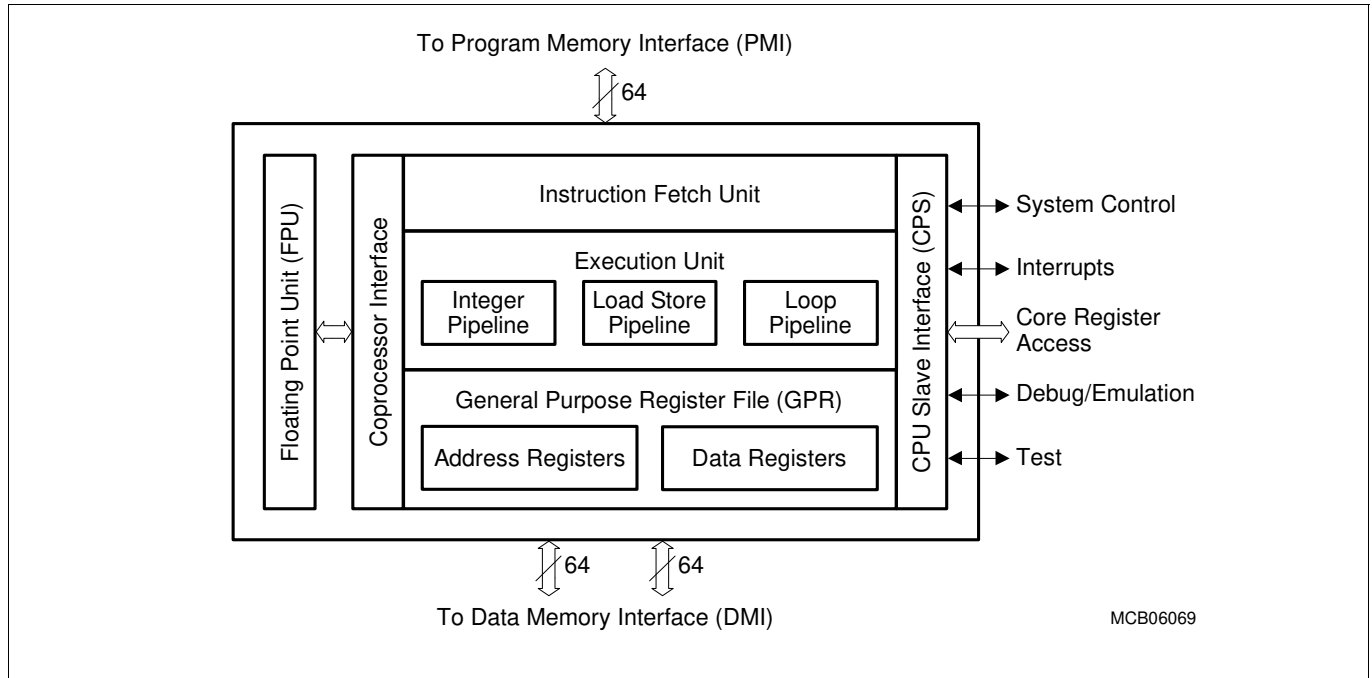 To Program Memory Interface (PMI)
64
Floating Point Unit (FPU)
Coprocessor Interface
Instruction Fetch Unit
Execution Unit
Integer
Pipeline
Load Store
Pipeline
Loop
Pipeline
General Purpose Register File (GPR)
Address Registers
Data Registers
CPU Slave Interface (CPS)
System Control
Interrupts
Core Register
Access
Debug/Emulation
Test
64
64
To Data Memory Interface (DMI)
MCB06069